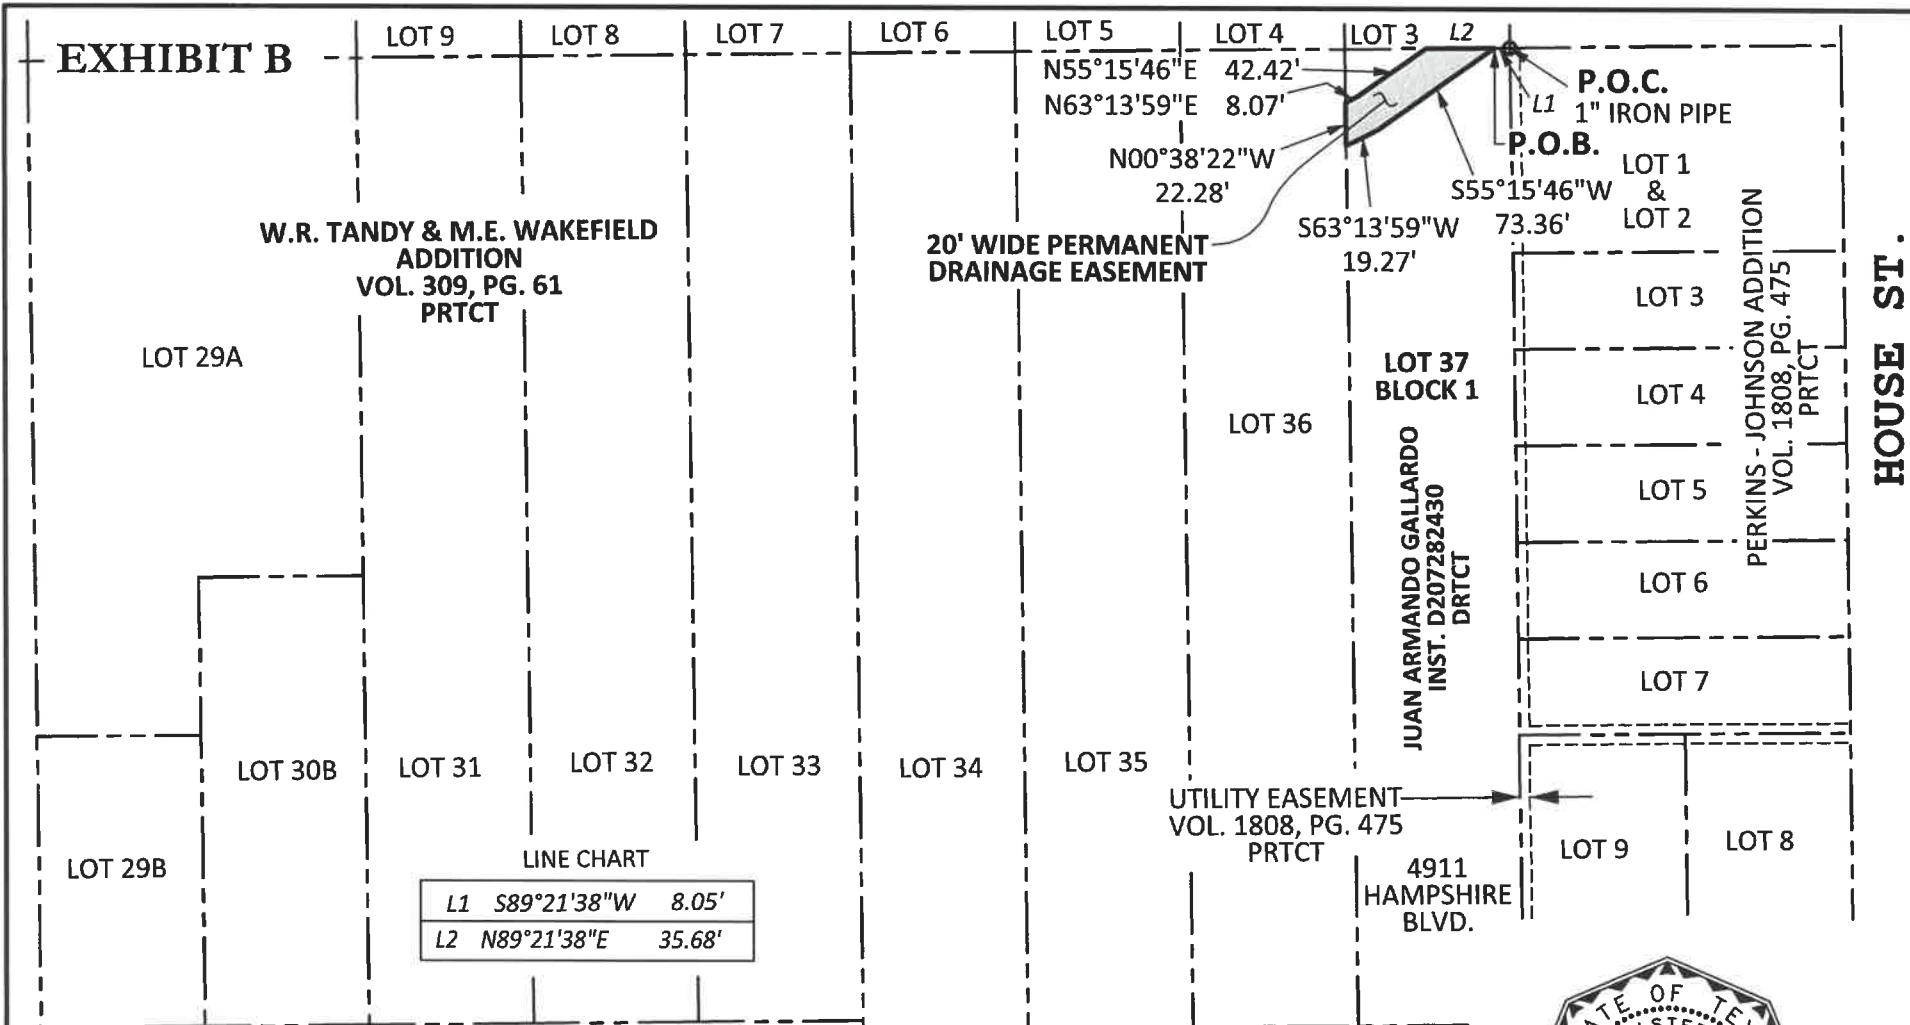 EXHIBIT B
LOT 9
LOT 8
LOT 7
LOT 6
LOT 5
LOT 4
LOT 3
L2
N55°15'46"E 42.42'
N63°13'59"E 8.07'
N00°38'22"W
22.28'
L1
P.O.C.
1" IRON PIPE
P.O.B.
S55°15'46"W
73.36'
S63°13'59"W
19.27'
20' WIDE PERMANENT
DRAINAGE EASEMENT
W.R. TANDY & M.E. WAKEFIELD
ADDITION
VOL. 309, PG. 61
PRTCT
LOT 1
&
LOT 2
LOT 3
LOT 4
LOT 5
LOT 6
LOT 7
PERKINS - JOHNSON ADDITION
VOL. 1808, PG. 475
PRTCT
HOUSE ST.
LOT 29A
LOT 36
LOT 37
BLOCK 1
JUAN ARMANDO GALLARDO
INST. D207282430
DRTCT
LOT 30B
LOT 31
LOT 32
LOT 33
LOT 34
LOT 35
UTILITY EASEMENT
VOL. 1808, PG. 475
PRTCT
LOT 29B
LOT 9
LOT 8
4911
HAMPSHIRE
BLVD.
LINE CHART
L1 S89°21'38"W 8.05'
L2 N89°21'38"E 35.68'
OF